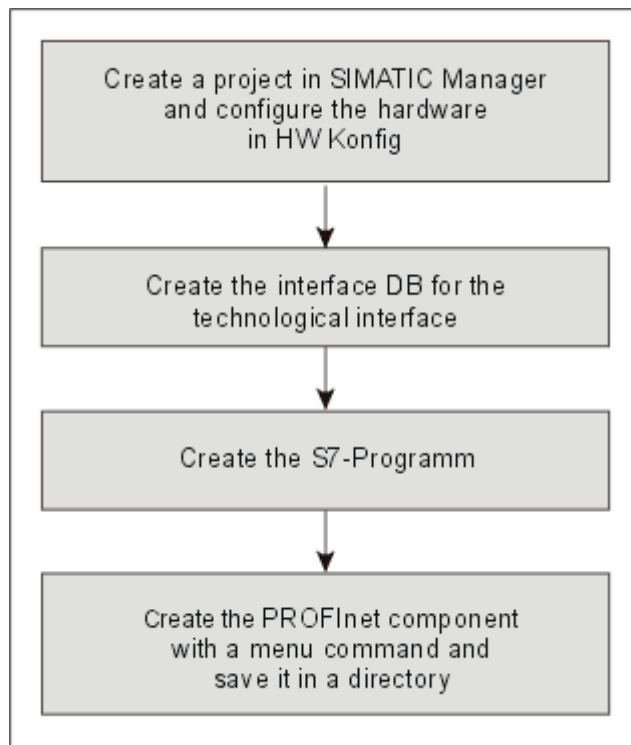 Create a project in SIMATIC Manager
and configure the hardware
in HW Konfig
Create the interface DB for the
technological interface
Create the S7-Programm
Create the PROFInet component
with a menu command and
save it in a directory